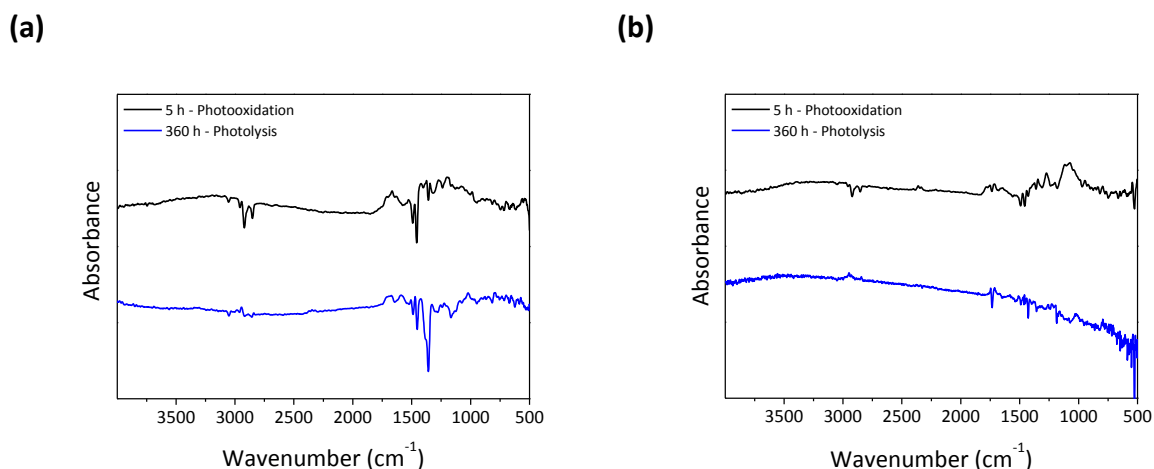 (a)
5 h - Photooxidation
360 h - Photolysis
Absorbance
3500 3000 2500 2000 1500 1000 500
Wavenumber (cm⁻¹)
(b)
5 h - Photooxidation
360 h - Photolysis
Absorbance
3500 3000 2500 2000 1500 1000 500
Wavenumber (cm⁻¹)